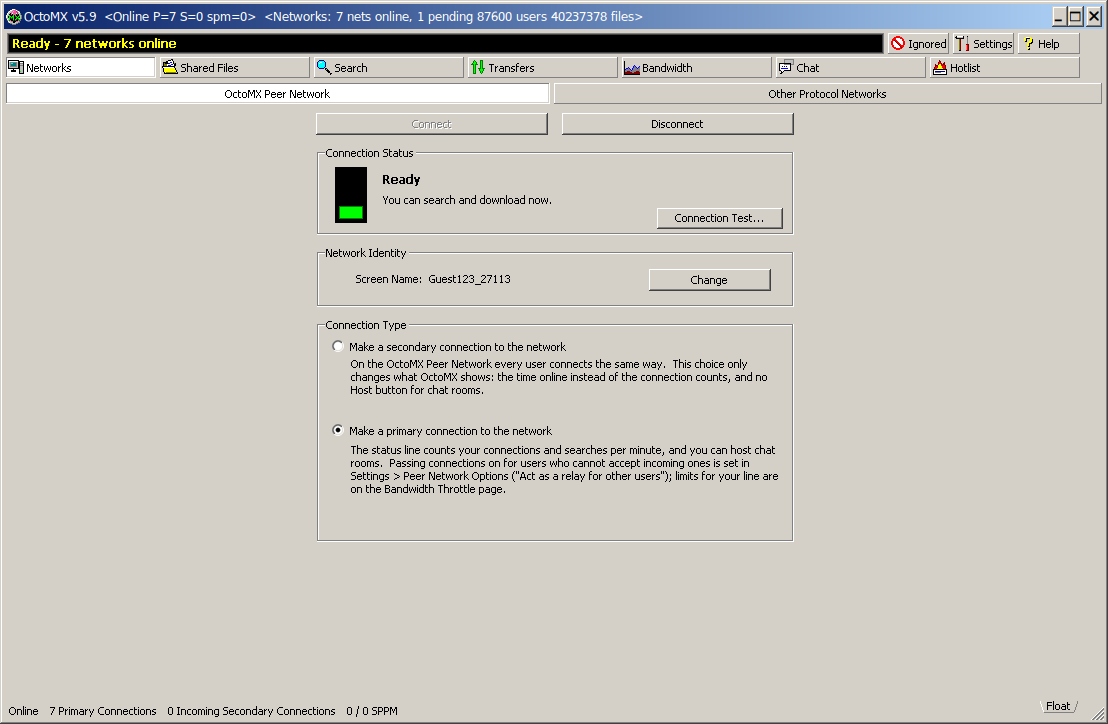 OctoMX v5.9 <Online P=7 S=0 spm=0> <Networks: 7 nets online, 1 pending 87600 users 40237378 files>
Ready - 7 networks online
Ignored
Settings
Help
Networks
Shared Files
Search
Transfers
Bandwidth
Chat
Hotlist
OctoMX Peer Network
Other Protocol Networks
Connect
Disconnect
Connection Status
Ready
You can search and download now.
Connection Test...
Network Identity
Screen Name: Guest123_27113
Change
Connection Type
Make a secondary connection to the network
On the OctoMX Peer Network every user connects the same way. This choice only
changes what OctoMX shows: the time online instead of the connection counts, and no
Host button for chat rooms.
Make a primary connection to the network
The status line counts your connections and searches per minute, and you can host chat
rooms. Passing connections on for users who cannot accept incoming ones is set in
Settings > Peer Network Options ("Act as a relay for other users"); limits for your line are
on the Bandwidth Throttle page.
Online 7 Primary Connections 0 Incoming Secondary Connections 0 / 0 SPPM
Float